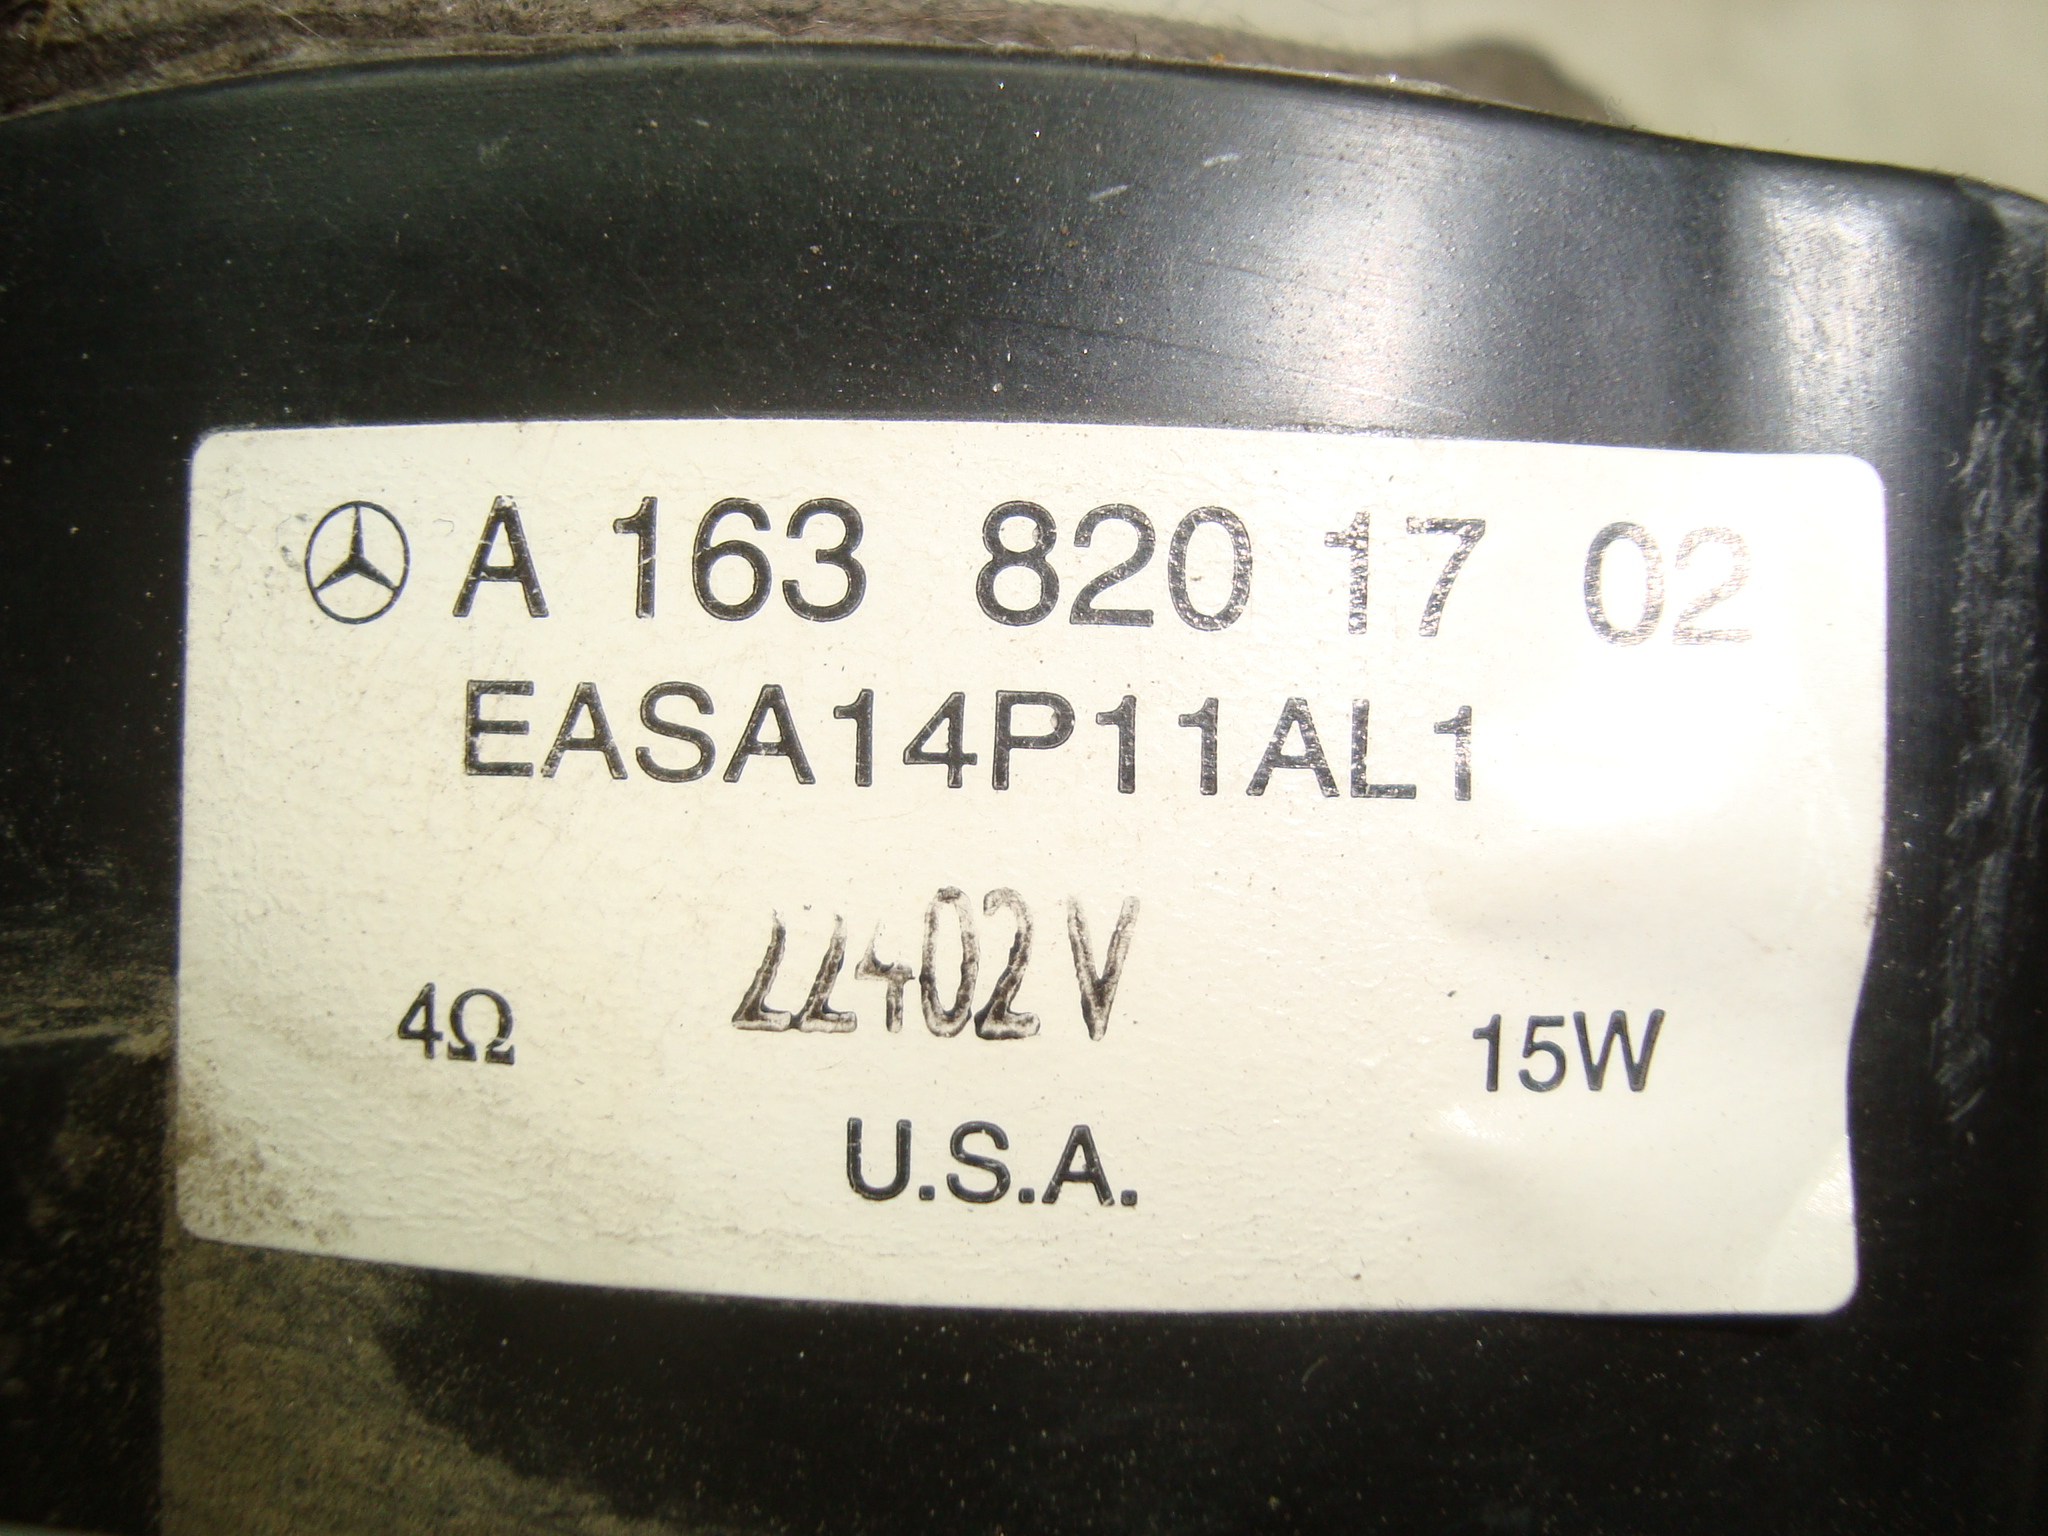 A 163 820 17 02
EASA14P11AL1
22402 V
4Ω
15W
U.S.A.